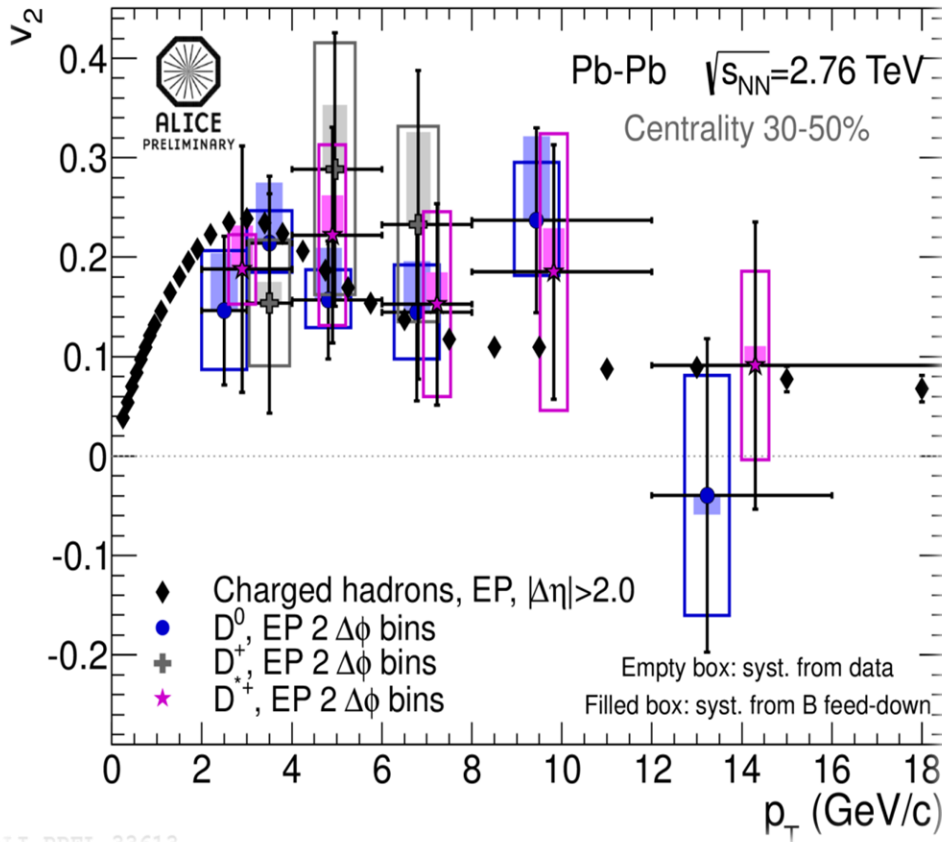 v₂
0.4
0.3
0.2
0.1
0
-0.1
-0.2
ALICE
PRELIMINARY
Pb-Pb √sNN=2.76 TeV
Centrality 30-50%
Charged hadrons, EP, |Δη|>2.0
D⁰, EP 2 Δϕ bins
D⁺, EP 2 Δϕ bins
D*⁺, EP 2 Δϕ bins
Empty box: syst. from data
Filled box: syst. from B feed-down
0 2 4 6 8 10 12 14 16 18
pT (GeV/c)